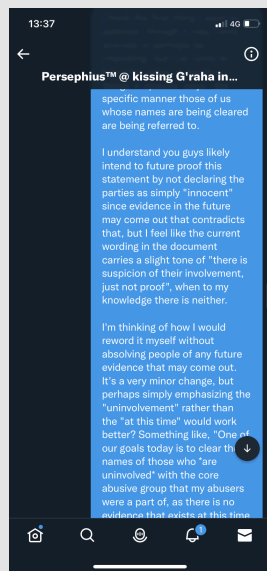 13:37
4G
Persephius™ @ kissing G'raha in...
specific manner those of us
whose names are being cleared
are being referred to.
I understand you guys likely
intend to future proof this
statement by not declaring the
parties as simply "innocent"
since evidence in the future
may come out that contradicts
that, but I feel like the current
wording in the document
carries a slight tone of "there is
suspicion of their involvement,
just not proof", when to my
knowledge there is neither.
I'm thinking of how I would
reword it myself without
absolving people of any future
evidence that may come out.
It's a very minor change, but
perhaps simply emphasizing the
"uninvolvement" rather than
the "at this time" would work
better? Something like, "One of
our goals today is to clear the
names of those who *are
uninvolved* with the core
abusive group that my abusers
were a part of, as there is no
evidence that exists at this time
1